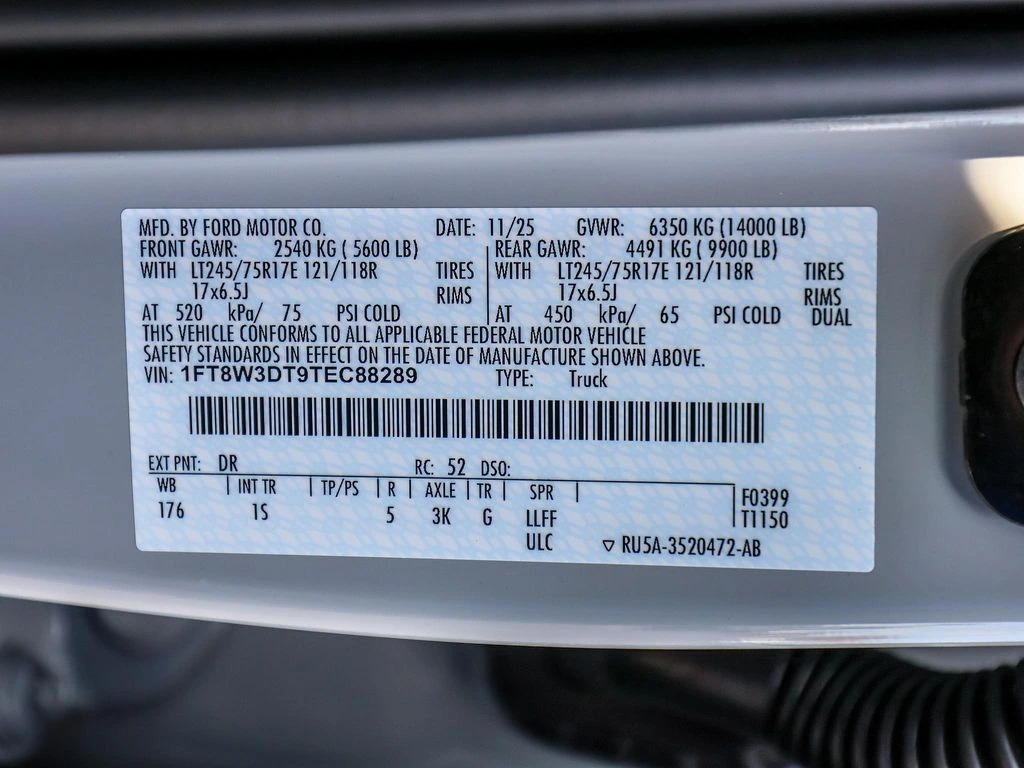 MFD. BY FORD MOTOR CO. DATE: 11/25 GVWR: 6350 KG (14000 LB)
FRONT GAWR: 2540 KG ( 5600 LB) REAR GAWR: 4491 KG ( 9900 LB)
WITH LT245/75R17E 121/118R TIRES WITH LT245/75R17E 121/118R TIRES
17x6.5J RIMS 17x6.5J RIMS
AT 520 kPa/ 75 PSI COLD AT 450 kPa/ 65 PSI COLD DUAL
THIS VEHICLE CONFORMS TO ALL APPLICABLE FEDERAL MOTOR VEHICLE
SAFETY STANDARDS IN EFFECT ON THE DATE OF MANUFACTURE SHOWN ABOVE.
VIN: 1FT8W3DT9TEC88289 TYPE: Truck
EXT PNT: DR RC: 52 DSO:
WB INT TR TP/PS R AXLE TR SPR F0399
176 1S 5 3K G LLFF T1150
ULC ▽ RU5A-3520472-AB